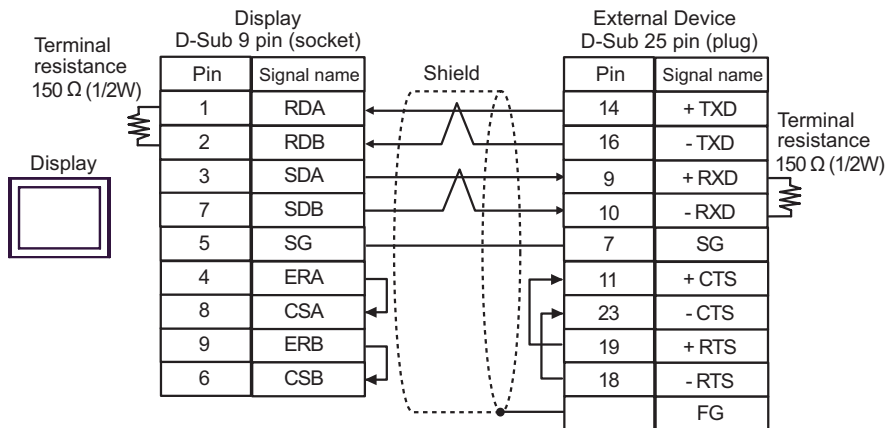 Display
D-Sub 9 pin (socket)
External Device
D-Sub 25 pin (plug)
Terminal
resistance
150 Ω (1/2W)
Pin Signal name Shield Pin Signal name
1 RDA 14 + TXD
2 RDB 16 - TXD
Terminal
resistance
150 Ω (1/2W)
Display
3 SDA 9 + RXD
7 SDB 10 - RXD
5 SG 7 SG
4 ERA 11 + CTS
8 CSA 23 - CTS
9 ERB 19 + RTS
6 CSB 18 - RTS
FG